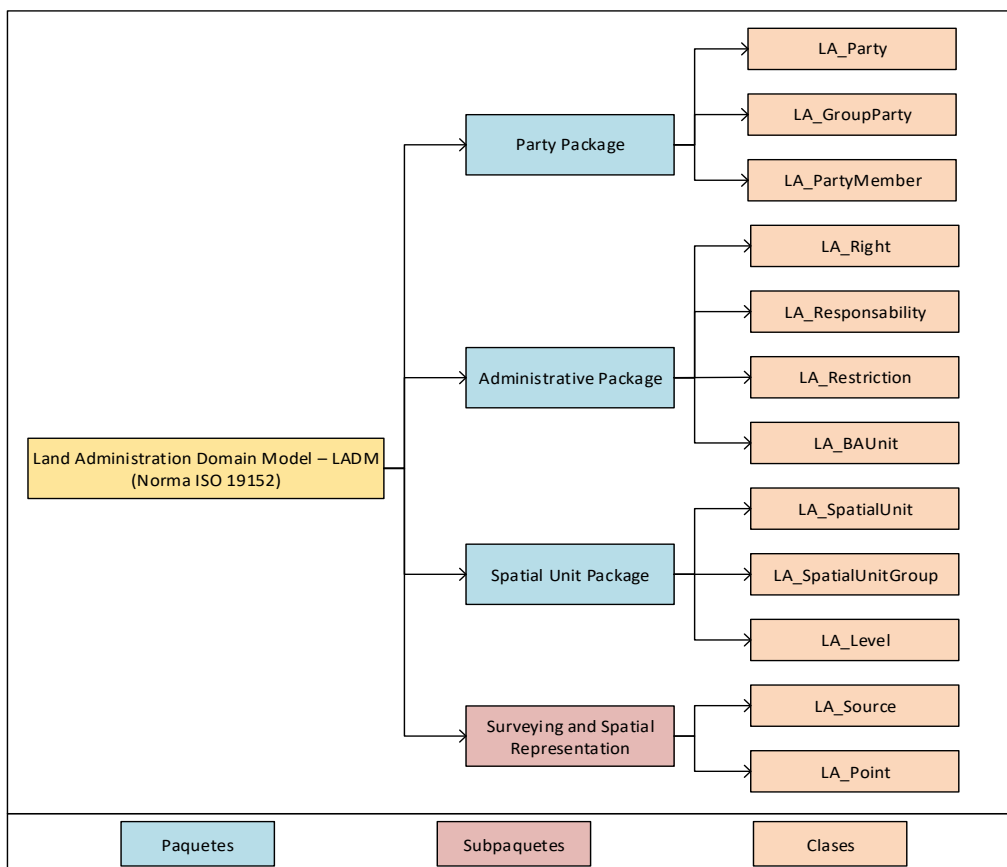 LA_Party
LA_GroupParty
Party Package
LA_PartyMember
LA_Right
LA_Responsability
Administrative Package
LA_Restriction
LA_BAUnit
Land Administration Domain Model – LADM
(Norma ISO 19152)
LA_SpatialUnit
Spatial Unit Package
LA_SpatialUnitGroup
LA_Level
LA_Source
Surveying and Spatial
Representation
LA_Point
Paquetes
Subpaquetes
Clases